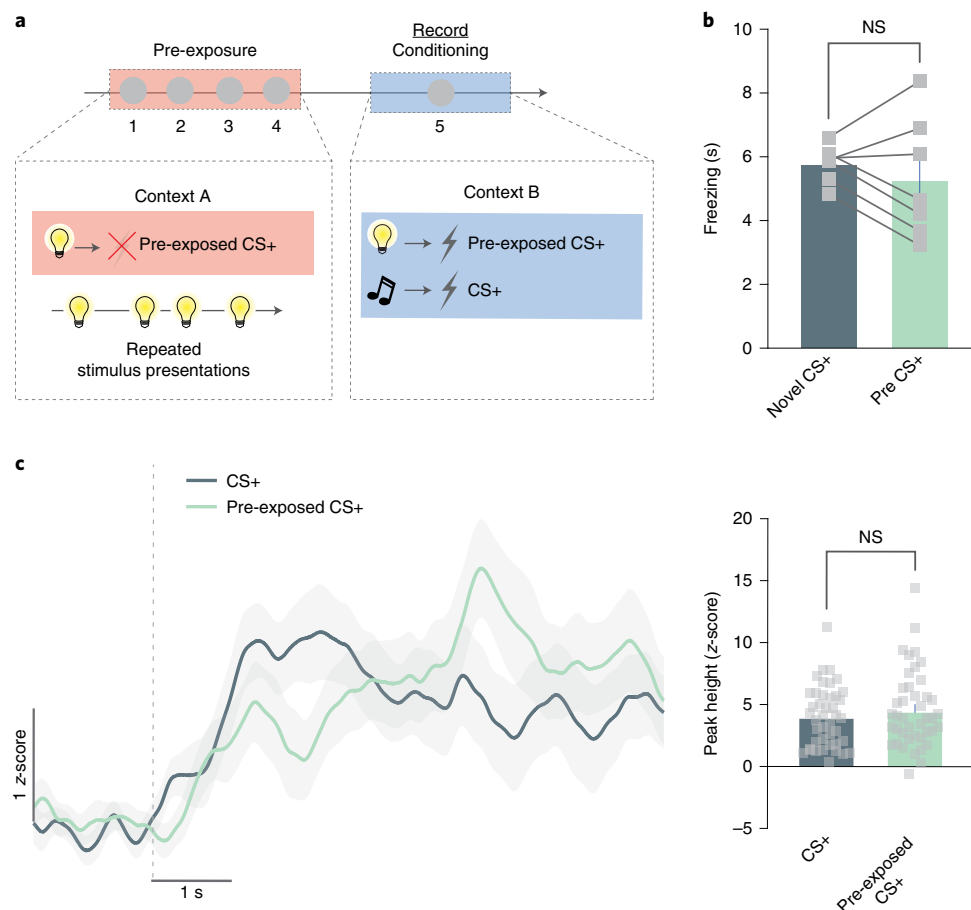 a
Pre-exposure
Record
Conditioning
1 2 3 4
5
Context A
Pre-exposed CS+
Repeated
stimulus presentations
Context B
Pre-exposed CS+
CS+
b
NS
10
8
6
4
2
0
Freezing (s)
Novel CS+
Pre CS+
c
CS+
Pre-exposed CS+
1 z-score
1 s
NS
20
15
10
5
0
–5
Peak height (z-score)
CS+
Pre-exposed
CS+